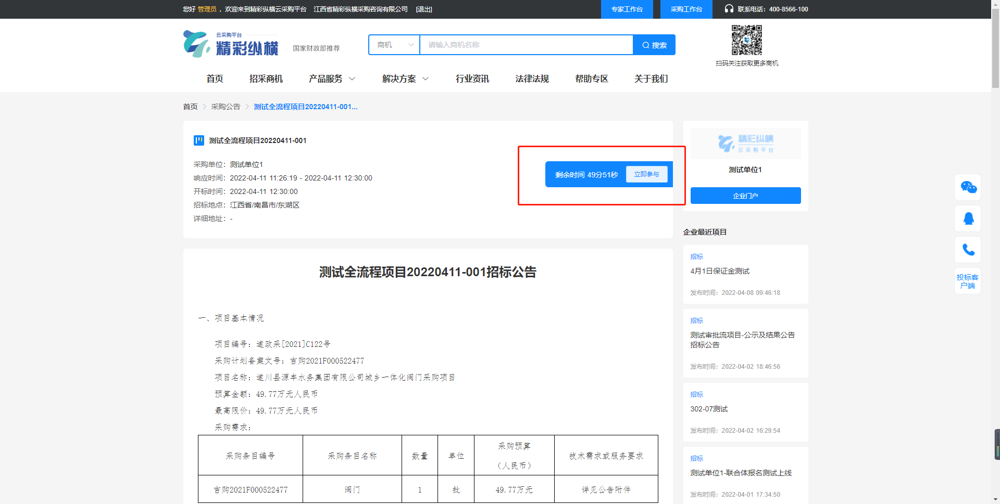 您好 管理员 ，欢迎来到精彩纵横云采购平台 江西省精彩纵横采购咨询有限公司 [退出]
专家工作台
采购工作台
联系电话：400-8566-100
云采购平台
精彩纵横
国家财政部推荐
商机
请输入商机名称
搜索
扫码关注获取更多商机
首页
招采商机
产品服务
解决方案
行业资讯
法律法规
帮助专区
关于我们
首页 > 采购公告 > 测试全流程项目20220411-001...
测试全流程项目20220411-001
采购单位：测试单位1
响应时间：2022-04-11 11:26:19 - 2022-04-11 12:30:00
开标时间：2022-04-11 12:30:00
招标地点：江西省/南昌市/东湖区
详细地址：-
剩余时间 49分51秒
立即参与
测试全流程项目20220411-001招标公告
一、项目基本情况
项目编号：遂政采[2021]C122号
采购计划备案文号：吉购2021F000522477
项目名称：遂川县源丰水务集团有限公司城乡一体化阀门采购项目
预算金额：49.77万元人民币
最高限价：49.77万元人民币
采购需求：
采购条目编号
采购条目名称
数量
单位
采购预算
（人民币）
技术需求或服务要求
吉购2021F000522477
阀门
1
批
49.77万元
详见公告附件
精彩纵横
云采购平台
测试单位1
企业门户
企业最近项目
招标
4月1日保证金测试
发布时间：2022-04-08 09:46:18
招标
测试审批流项目-公示及结果公告
招标公告
发布时间：2022-04-02 18:46:56
招标
302-07测试
发布时间：2022-04-02 16:29:54
招标
测试单位1-联合体报名测试上线
发布时间：2022-04-01 17:34:50
投标客
户端